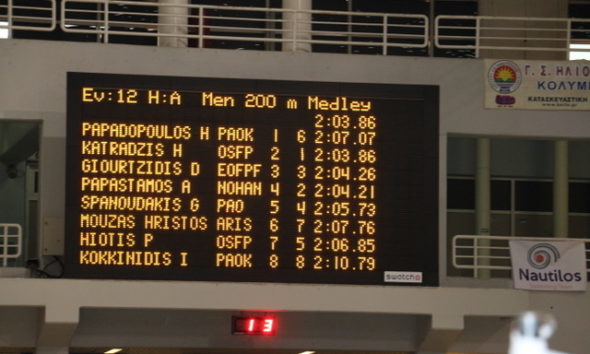 Ev:12 H:A Men 200 m Medley
2:03.86
PAPADOPOULOS H PAOK 1 6 2:07.07
KATRADZIS H OSFP 2 1 2:03.86
GIOURTZIDIS D EOFPF 3 3 2:04.26
PAPASTAMOS A NOHAN 4 2 2:04.21
SPANOUDAKIS G PAO 5 4 2:05.73
MOUZAS HRISTOS ARIS 6 7 2:07.76
HIOTIS P OSFP 7 5 2:06.85
KOKKINIDIS I PAOK 8 8 2:10.79
swatch
13
Γ. Σ. ΗΛΙΟ
ΚΟΛΥΜ
ΚΑΤΑΣΚΕΥΑΣΤΙΚΗ
Nautilos